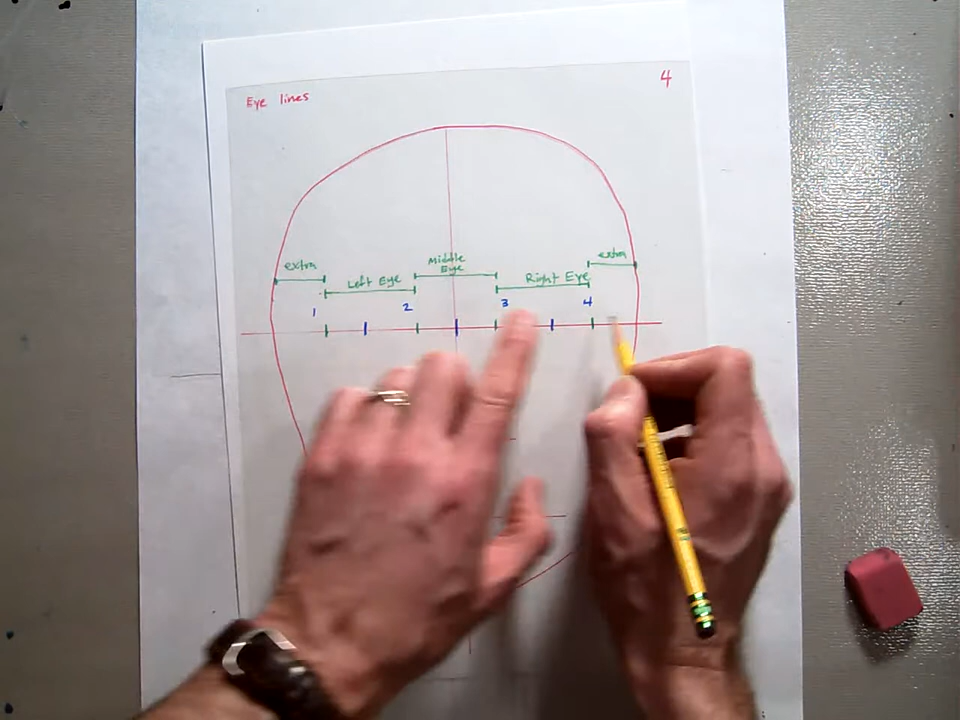 Eye lines
4
extra
Left Eye
Middle
Eye
Right Eye
extra
1
2
3
4